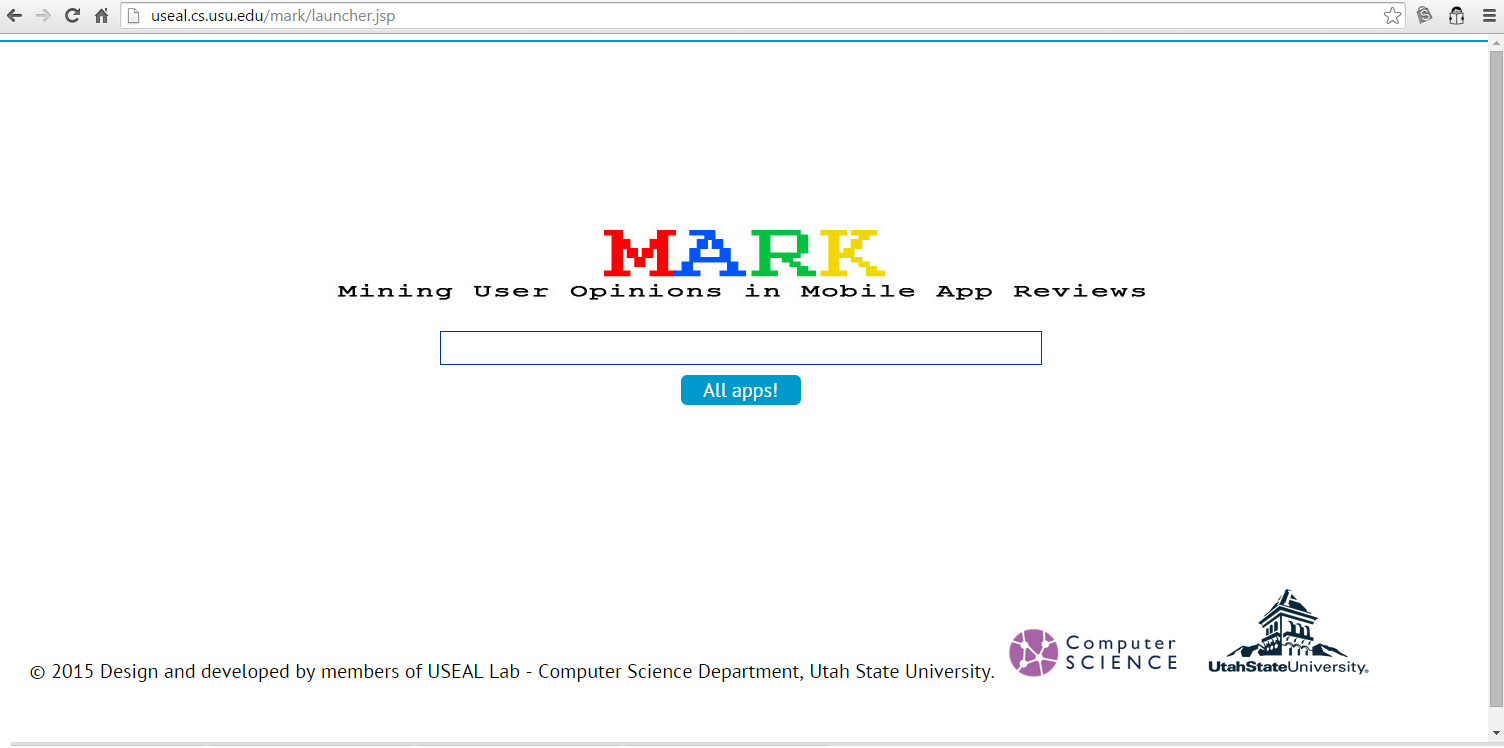 useal.cs.usu.edu/mark/launcher.jsp
MARK
Mining User Opinions in Mobile App Reviews
All apps!
© 2015 Design and developed by members of USEAL Lab - Computer Science Department, Utah State University.
Computer
SCIENCE
UtahStateUniversity®